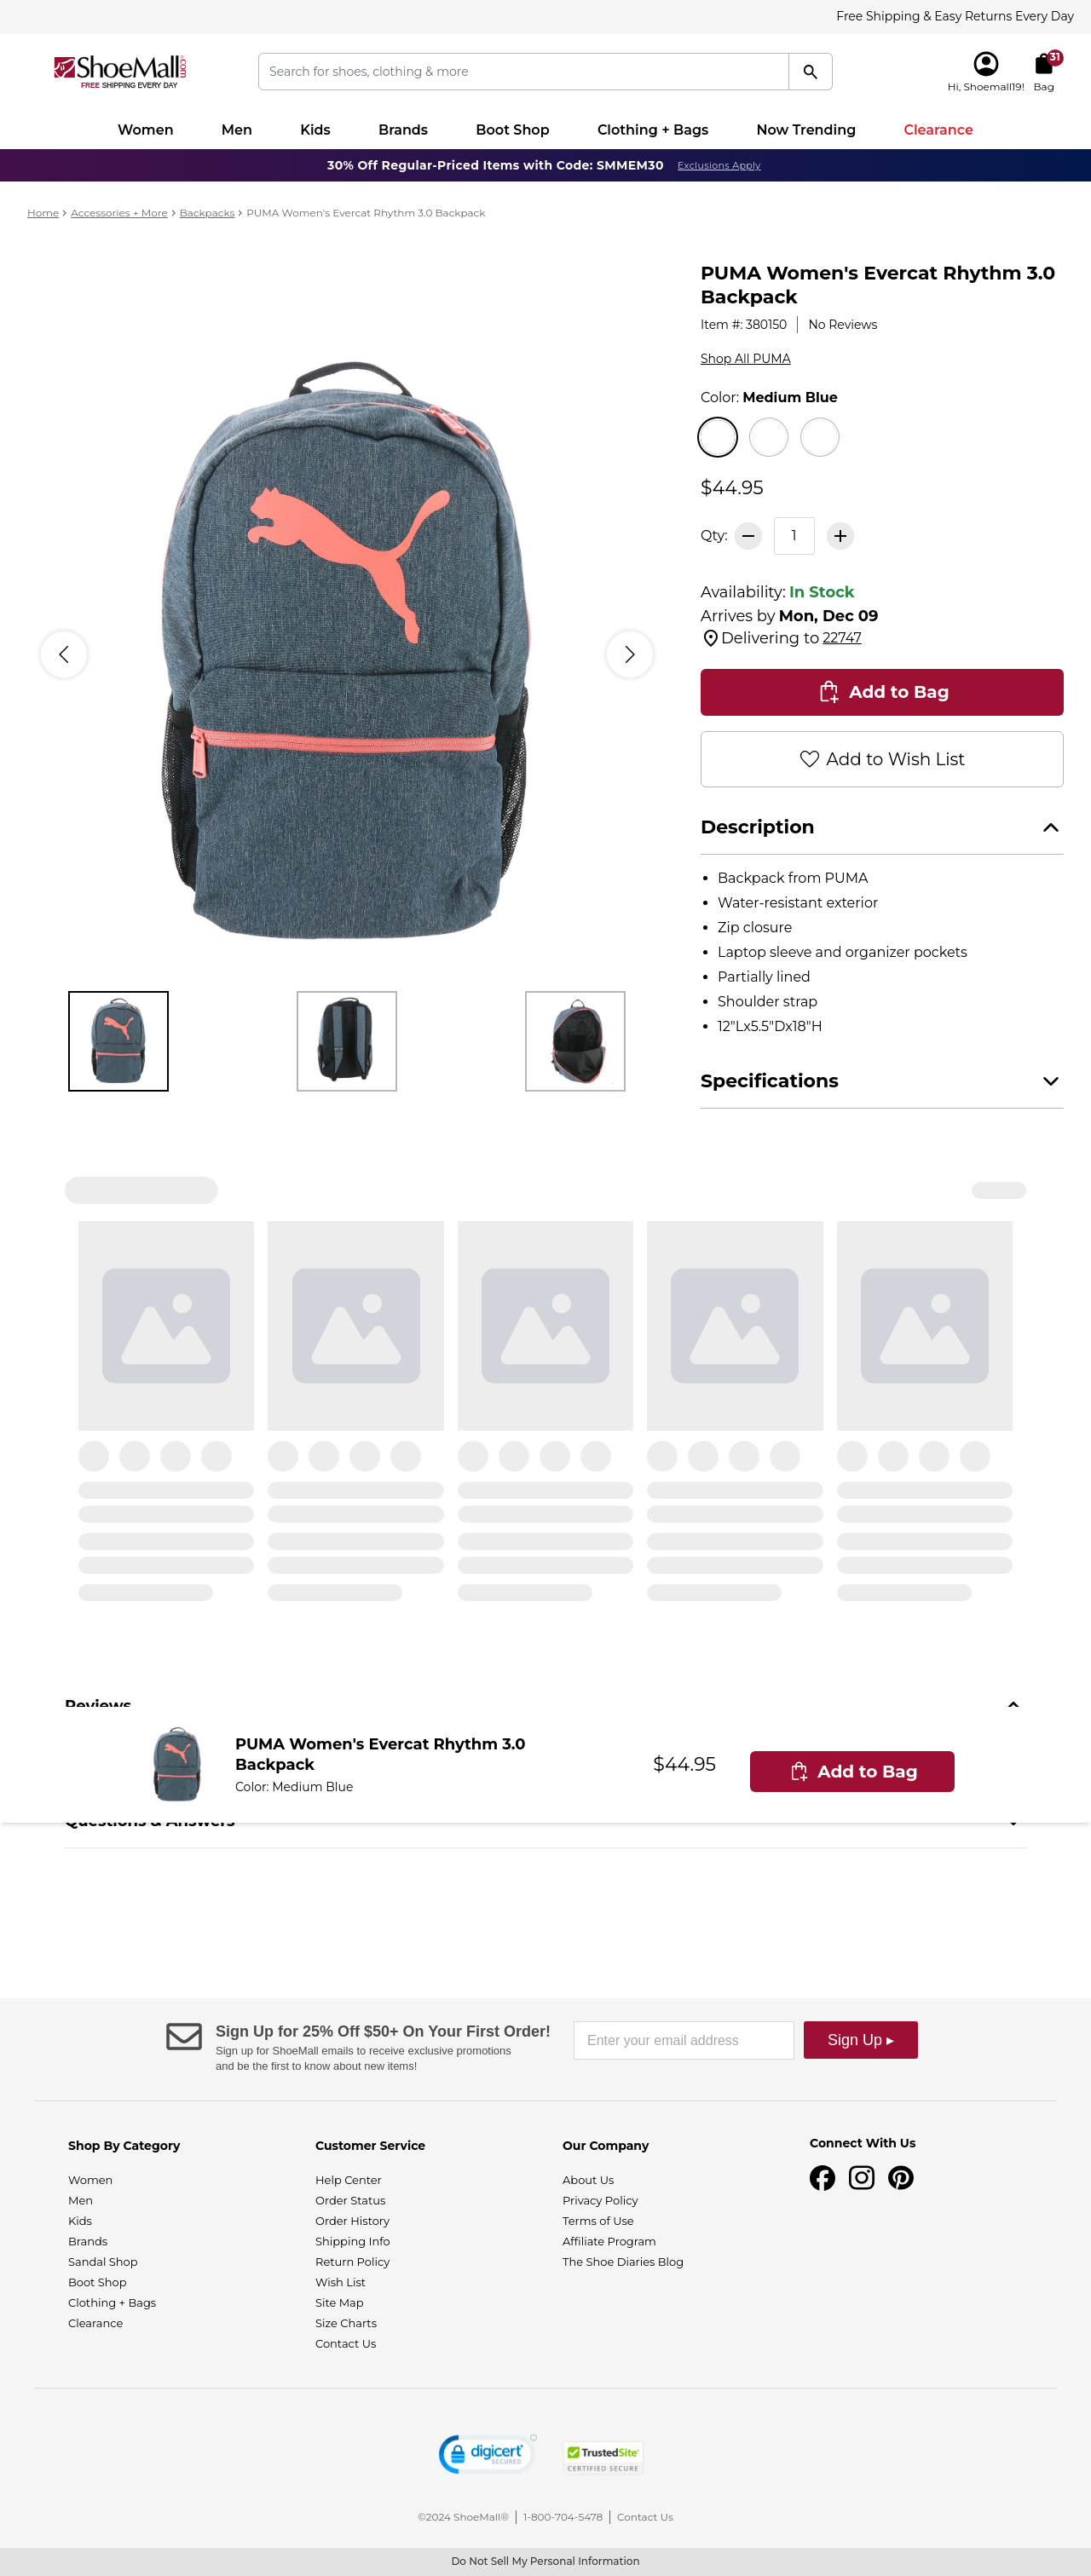 Free Shipping & Easy Returns Every Day
ShoeMall.com
FREE SHIPPING EVERY DAY
Search for shoes, clothing & more
31
Hi, Shoemall19!
Bag
Women
Men
Kids
Brands
Boot Shop
Clothing + Bags
Now Trending
Clearance
30% Off Regular-Priced Items with Code: SMMEM30 Exclusions Apply
Home > Accessories + More > Backpacks > PUMA Women's Evercat Rhythm 3.0 Backpack
PUMA Women's Evercat Rhythm 3.0
Backpack
Item #: 380150 | No Reviews
Shop All PUMA
Color: Medium Blue
$44.95
Qty: 1
Availability: In Stock
Arrives by Mon, Dec 09
Delivering to 22747
Add to Bag
Add to Wish List
Description
• Backpack from PUMA
• Water-resistant exterior
• Zip closure
• Laptop sleeve and organizer pockets
• Partially lined
• Shoulder strap
• 12"Lx5.5"Dx18"H
Specifications
Reviews
PUMA Women's Evercat Rhythm 3.0
Backpack
Color: Medium Blue
$44.95
Add to Bag
Questions & Answers
Sign Up for 25% Off $50+ On Your First Order!
Sign up for ShoeMall emails to receive exclusive promotions
and be the first to know about new items!
Enter your email address
Sign Up ▸
Shop By Category
Women
Men
Kids
Brands
Sandal Shop
Boot Shop
Clothing + Bags
Clearance
Customer Service
Help Center
Order Status
Order History
Shipping Info
Return Policy
Wish List
Site Map
Size Charts
Contact Us
Our Company
About Us
Privacy Policy
Terms of Use
Affiliate Program
The Shoe Diaries Blog
Connect With Us
digicert
SECURED
TrustedSite
CERTIFIED SECURE
©2024 ShoeMall® | 1-800-704-5478 | Contact Us
Do Not Sell My Personal Information